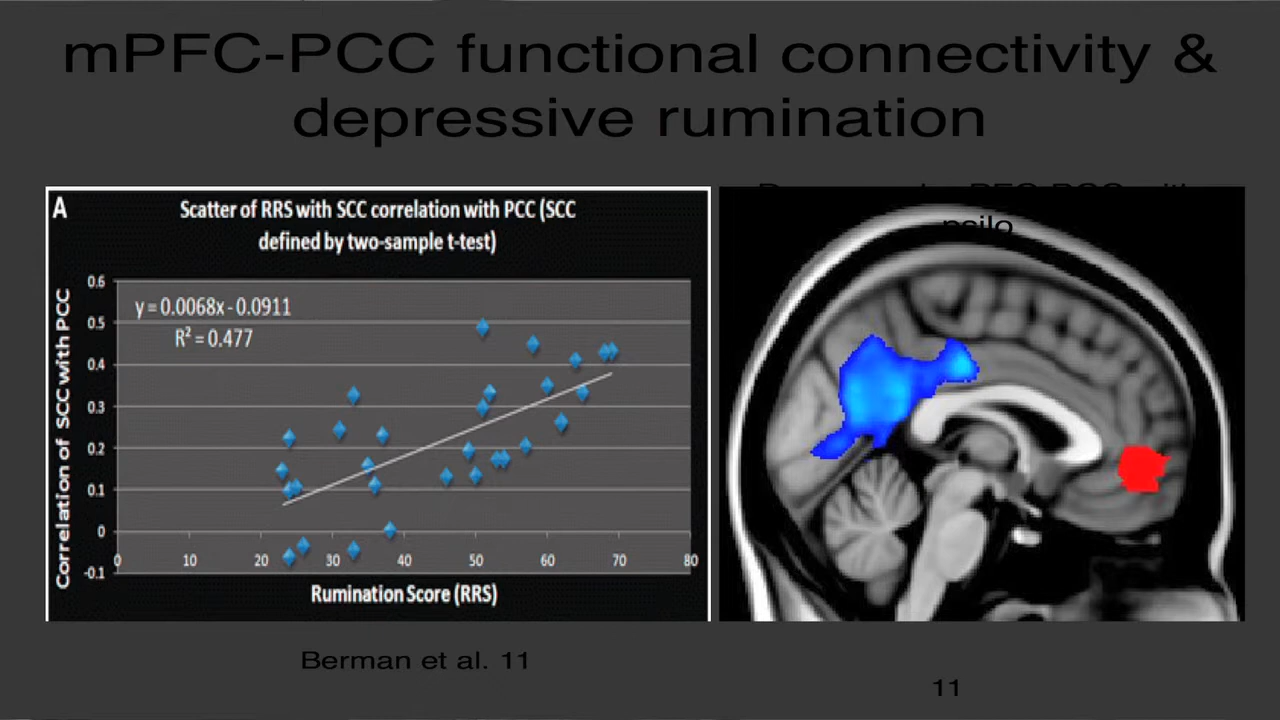 mPFC-PCC functional connectivity &
depressive rumination
A
Scatter of RRS with SCC correlation with PCC (SCC
defined by two-sample t-test)
Correlation of SCC with PCC
0.6
0.5
0.4
0.3
0.2
0.1
0
-0.1
y = 0.0068x - 0.0911
R² = 0.477
0 10 20 30 40 50 60 70 80
Rumination Score (RRS)
psilo
Berman et al. 11
11